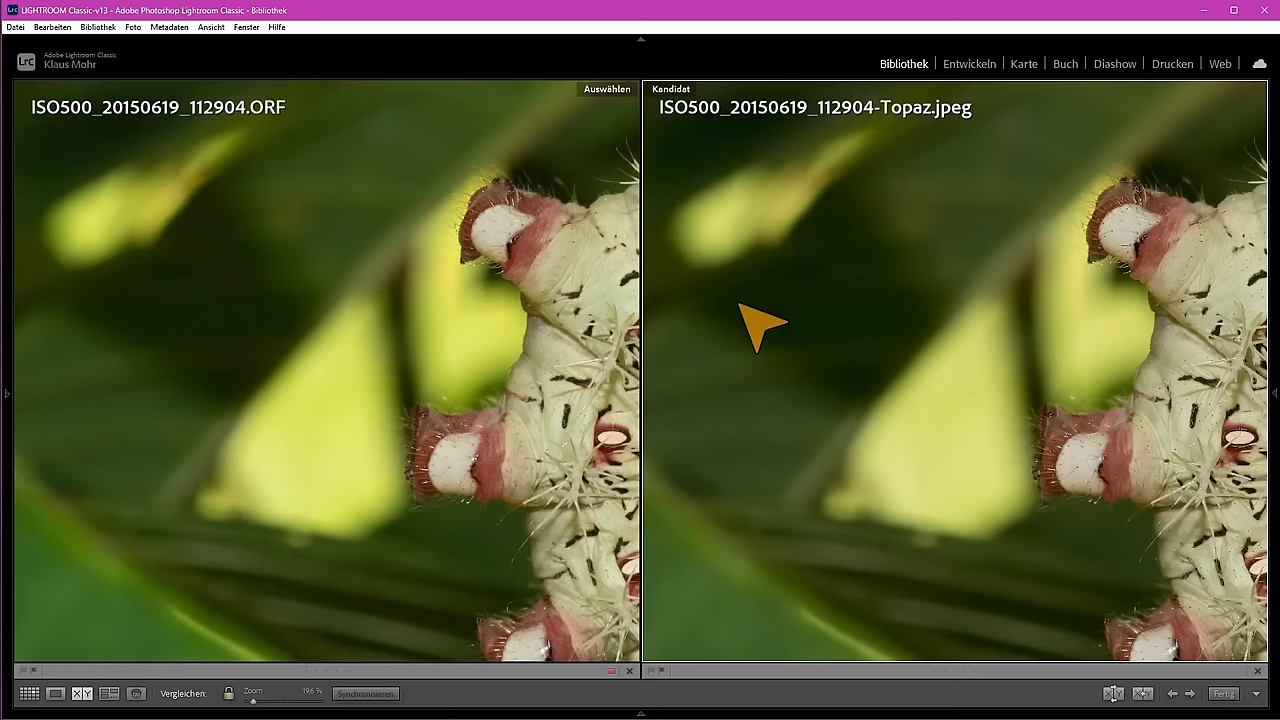 LIGHTROOM Classic-v13 - Adobe Photoshop Lightroom Classic - Bibliothek
Datei Bearbeiten Bibliothek Foto Metadaten Ansicht Fenster Hilfe
LrC Adobe Lightroom Classic
Klaus Mohr
Bibliothek Entwickeln Karte Buch Diashow Drucken Web
Auswählen
Kandidat
ISO500_20150619_112904.ORF
ISO500_20150619_112904-Topaz.jpeg
Vergleichen: Zoom 19,6 % Synchronisieren Fertig